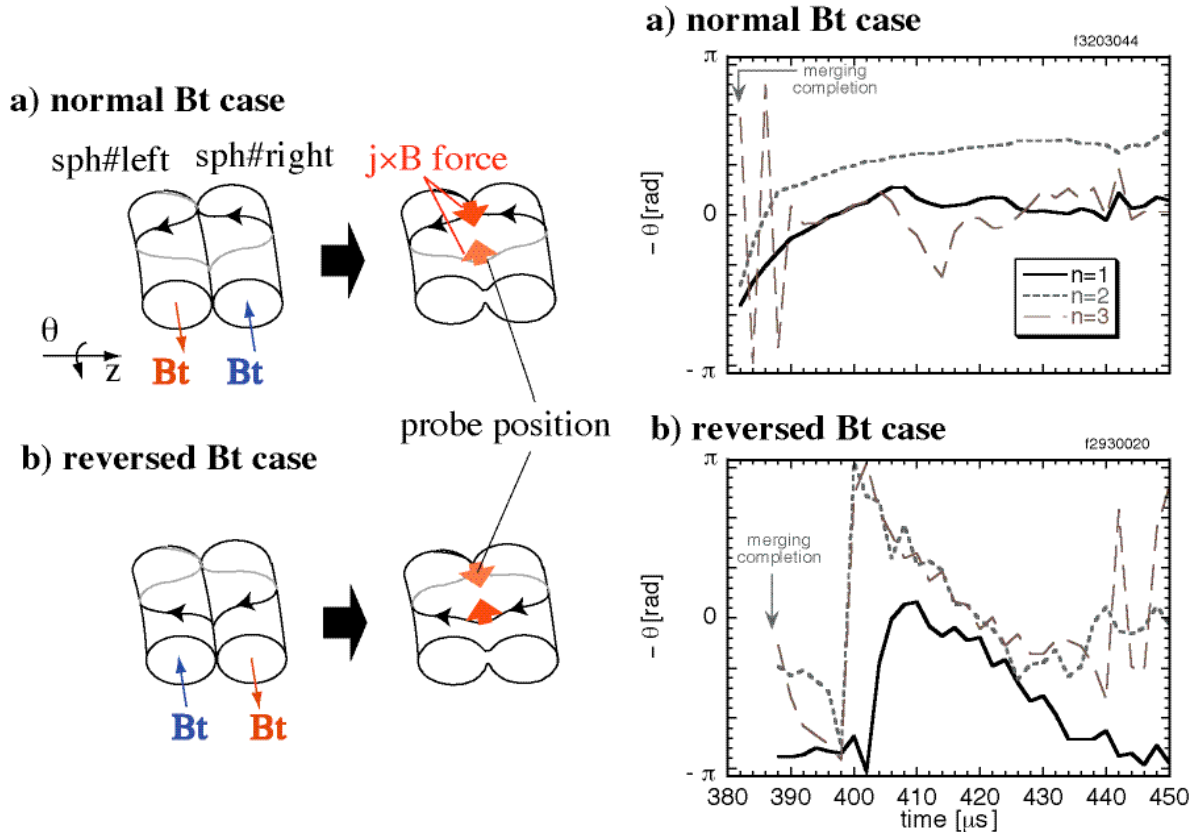 a) normal Bt case
sph#left
sph#right
j×B force
θ
z
Bt
Bt
probe position
b) reversed Bt case
Bt
Bt
a) normal Bt case
f3203044
π
merging
completion
- θ [rad]
0
n=1
n=2
n=3
- π
b) reversed Bt case
f2930020
π
merging
completion
- θ [rad]
0
- π
380 390 400 410 420 430 440 450
time [μs]